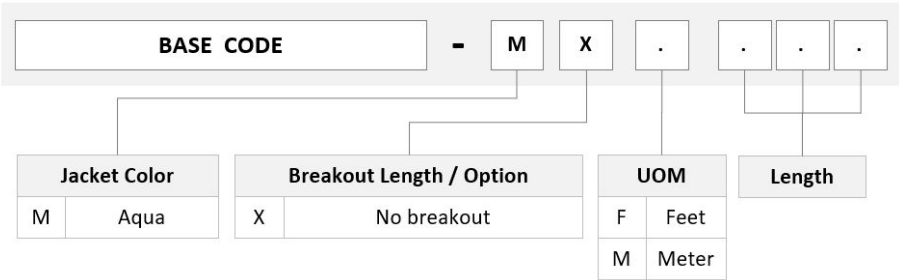 BASE CODE - M X . . . .
Jacket Color
M Aqua
Breakout Length / Option
X No breakout
UOM
F Feet
M Meter
Length